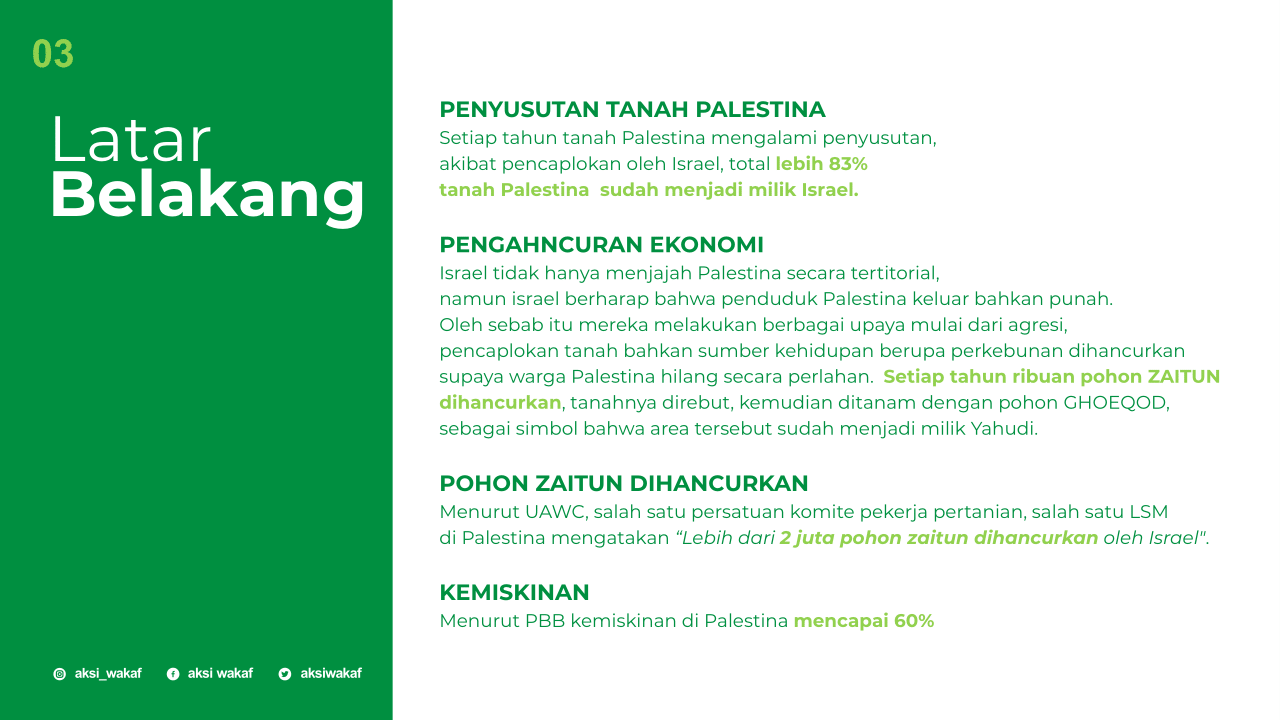 03
Latar
Belakang
PENYUSUTAN TANAH PALESTINA
Setiap tahun tanah Palestina mengalami penyusutan,
akibat pencaplokan oleh Israel, total lebih 83%
tanah Palestina  sudah menjadi milik Israel.
PENGAHNCURAN EKONOMI
Israel tidak hanya menjajah Palestina secara tertitorial,
namun israel berharap bahwa penduduk Palestina keluar bahkan punah.
Oleh sebab itu mereka melakukan berbagai upaya mulai dari agresi,
pencaplokan tanah bahkan sumber kehidupan berupa perkebunan dihancurkan
supaya warga Palestina hilang secara perlahan.  Setiap tahun ribuan pohon ZAITUN
dihancurkan, tanahnya direbut, kemudian ditanam dengan pohon GHOEQOD,
sebagai simbol bahwa area tersebut sudah menjadi milik Yahudi.
POHON ZAITUN DIHANCURKAN
Menurut UAWC, salah satu persatuan komite pekerja pertanian, salah satu LSM
di Palestina mengatakan “Lebih dari 2 juta pohon zaitun dihancurkan oleh Israel".
KEMISKINAN
Menurut PBB kemiskinan di Palestina mencapai 60%
aksi_wakaf aksi wakaf aksiwakaf